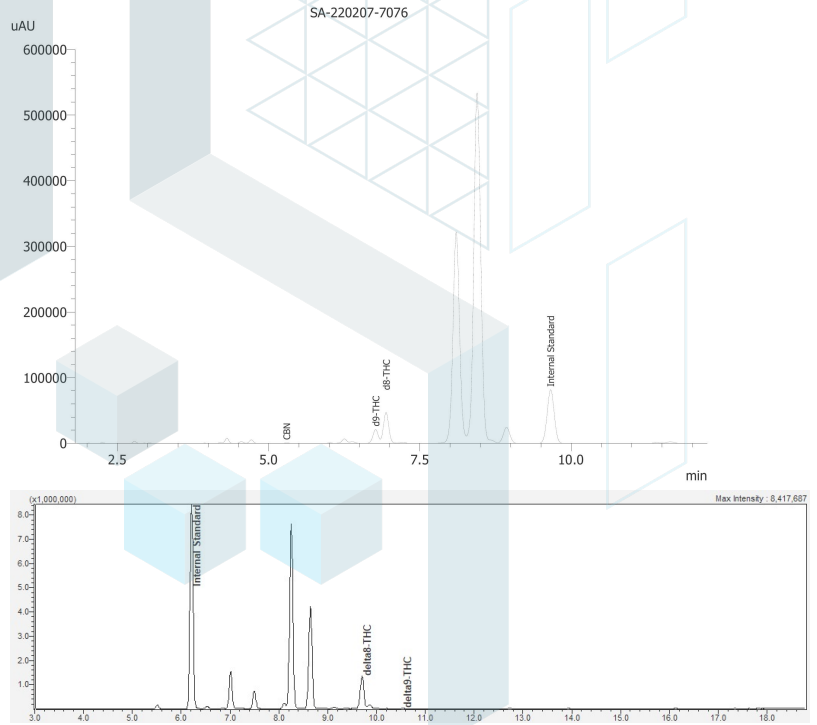 SA-220207-7076
uAU
600000
500000
400000
300000
200000
100000
0
Internal Standard
d8-THC
d9-THC
CBN
2.5 5.0 7.5 10.0
min
(x1,000,000) Max Intensity : 8,417,687
8.0
7.0
6.0
5.0
4.0
3.0
2.0
1.0
Internal Standard
delta8-THC
delta9-THC
3.0 4.0 5.0 6.0 7.0 8.0 9.0 10.0 11.0 12.0 13.0 14.0 15.0 16.0 17.0 18.0